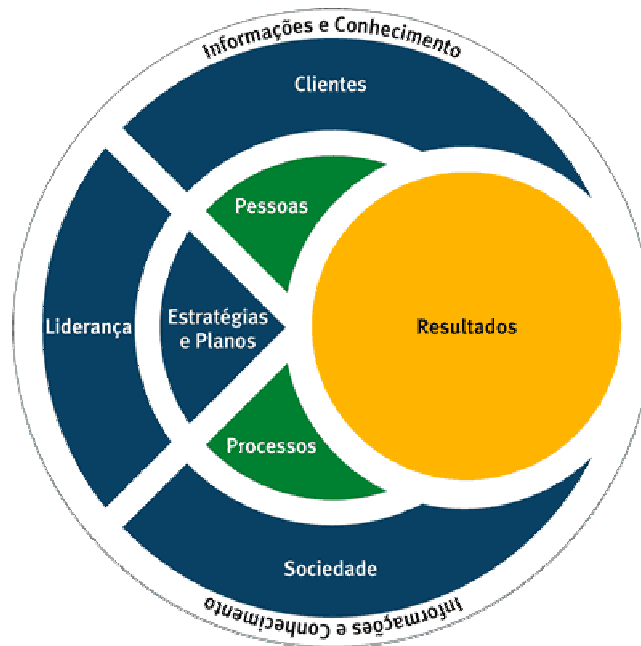 Informações e Conhecimento
Clientes
Pessoas
Liderança
Estratégias
e Planos
Resultados
Processos
Sociedade
Informações e Conhecimento